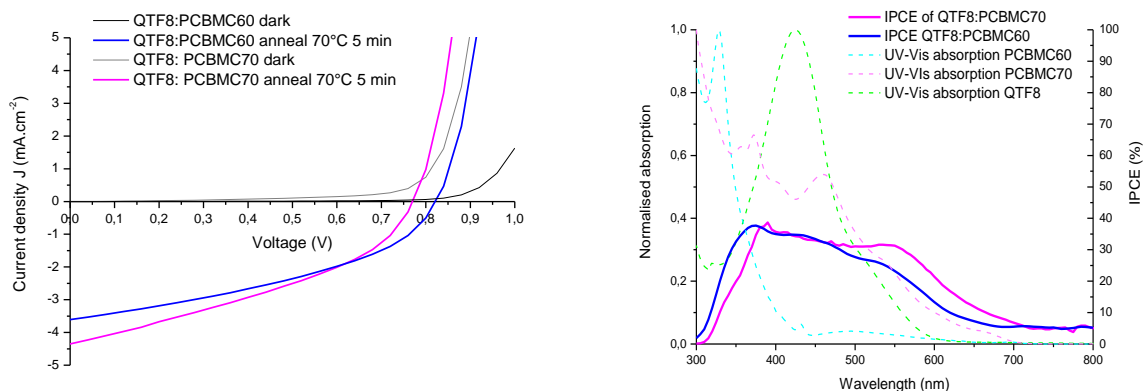 QTF8:PCBMC60 dark
QTF8:PCBMC60 anneal 70°C 5 min
QTF8: PCBMC70 dark
QTF8: PCBMC70 anneal 70°C 5 min
5
4
3
2
1
0
-1
-2
-3
-4
-5
0,0 0,1 0,2 0,3 0,4 0,5 0,6 0,7 0,8 0,9 1,0
Voltage (V)
Current density J (mA.cm⁻²)
IPCE of QTF8:PCBMC70
IPCE QTF8:PCBMC60
UV-Vis absorption PCBMC60
UV-VIs absorption PCBMC70
UV-Vis absorption QTF8
1,0
0,8
0,6
0,4
0,2
0,0
Normalised absorption
100
90
80
70
60
50
40
30
20
10
0
IPCE (%)
300 400 500 600 700 800
Wavelength (nm)